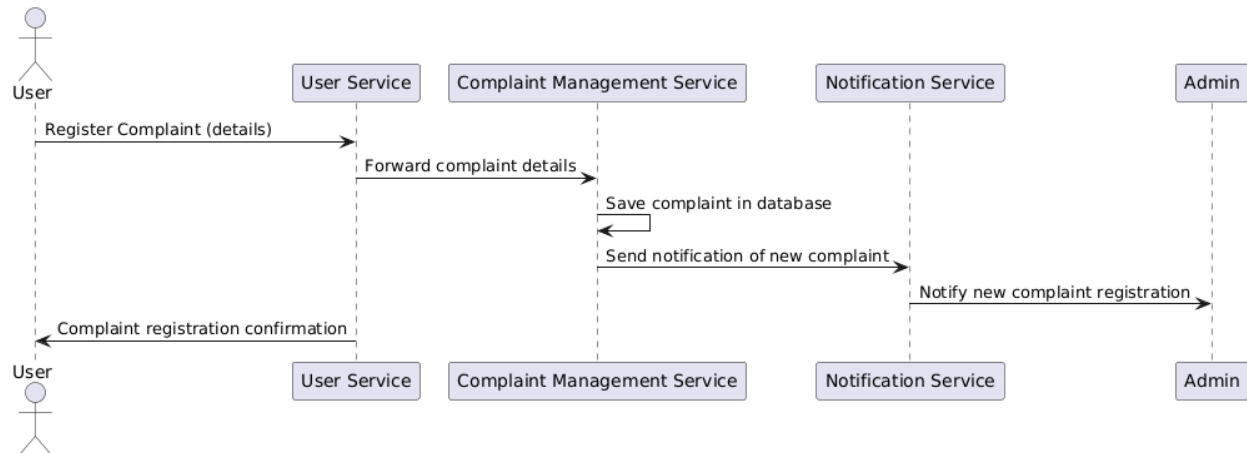 User
User Service
Complaint Management Service
Notification Service
Admin
Register Complaint (details)
Forward complaint details
Save complaint in database
Send notification of new complaint
Notify new complaint registration
Complaint registration confirmation
User
User Service
Complaint Management Service
Notification Service
Admin